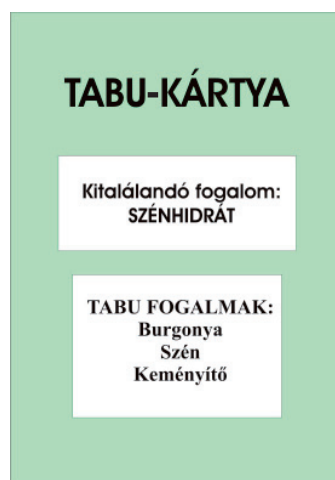 TABU-KÁRTYA
Kitalálandó fogalom:
SZÉNHIDRÁT
TABU FOGALMAK:
Burgonya
Szén
Keményítő